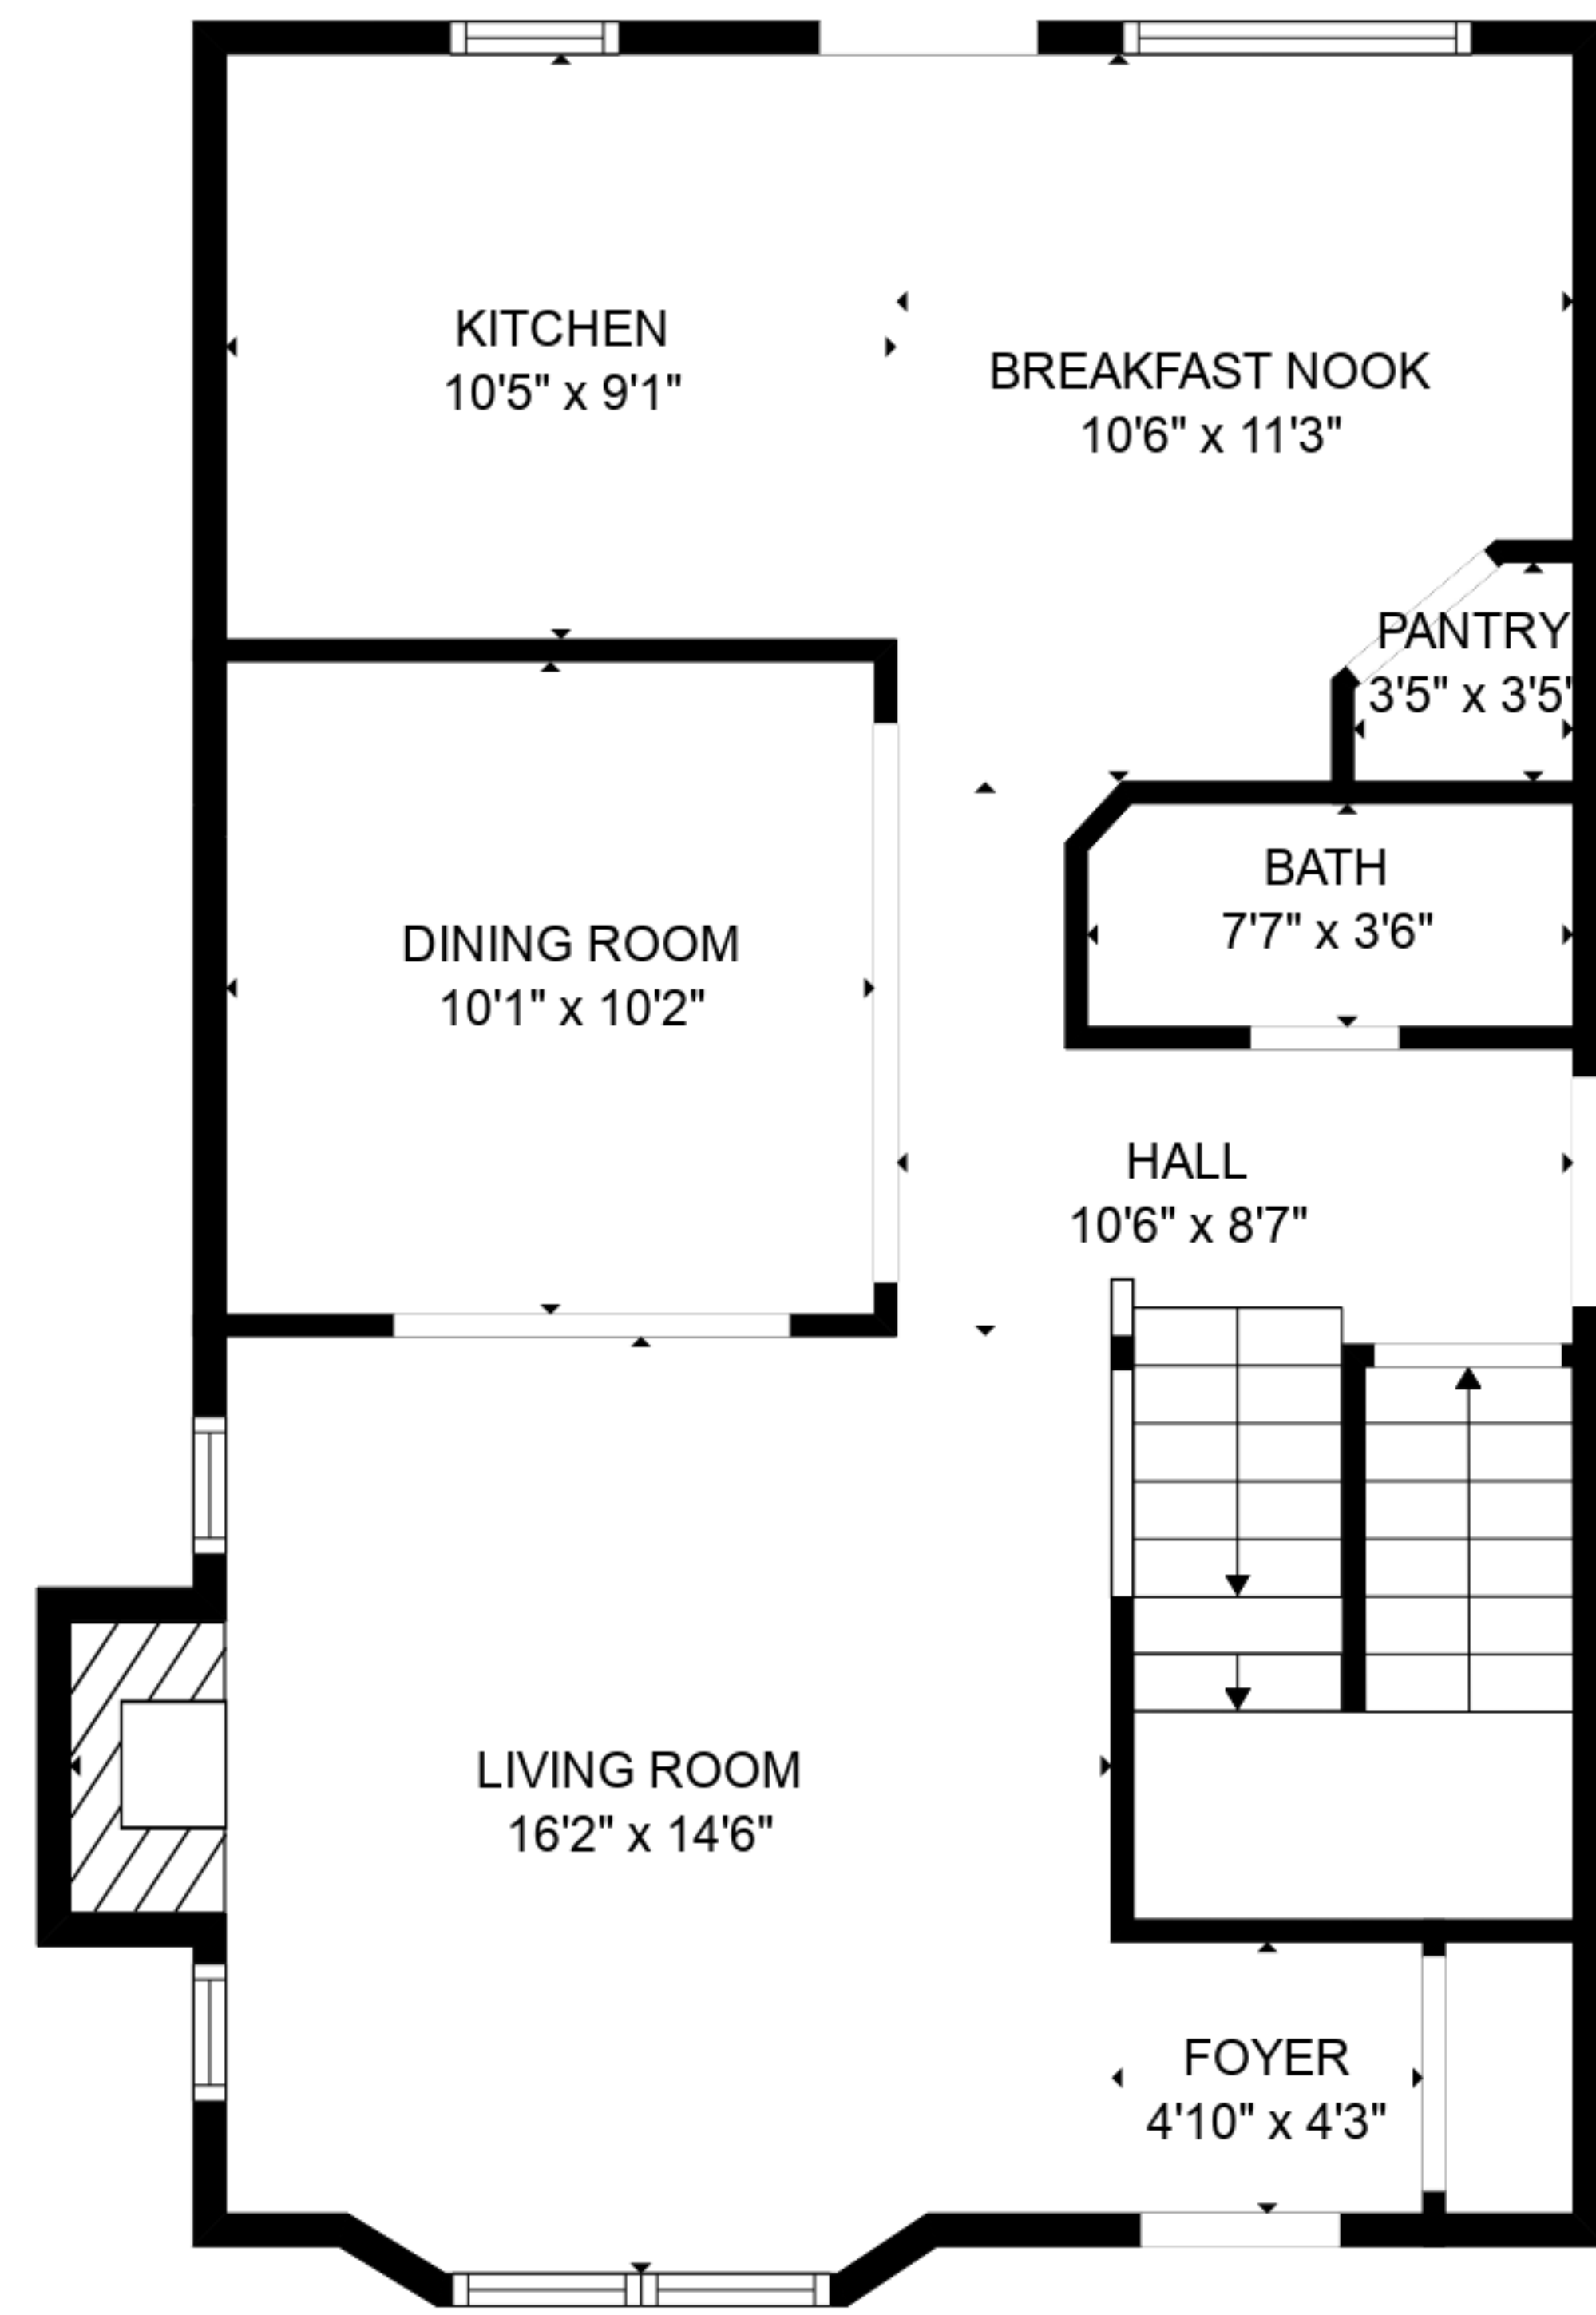 KITCHEN
10'5" x 9'1"
BREAKFAST NOOK
10'6" x 11'3"
PANTRY
3'5" x 3'5"
BATH
7'7" x 3'6"
DINING ROOM
10'1" x 10'2"
HALL
10'6" x 8'7"
LIVING ROOM
16'2" x 14'6"
FOYER
4'10" x 4'3"